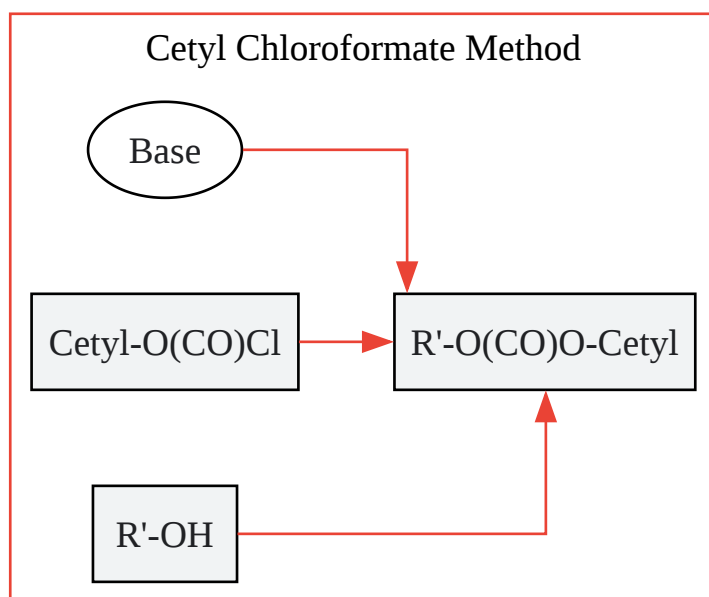 Cetyl Chloroformate Method
Base
Cetyl-O(CO)Cl
R'-O(CO)O-Cetyl
R'-OH